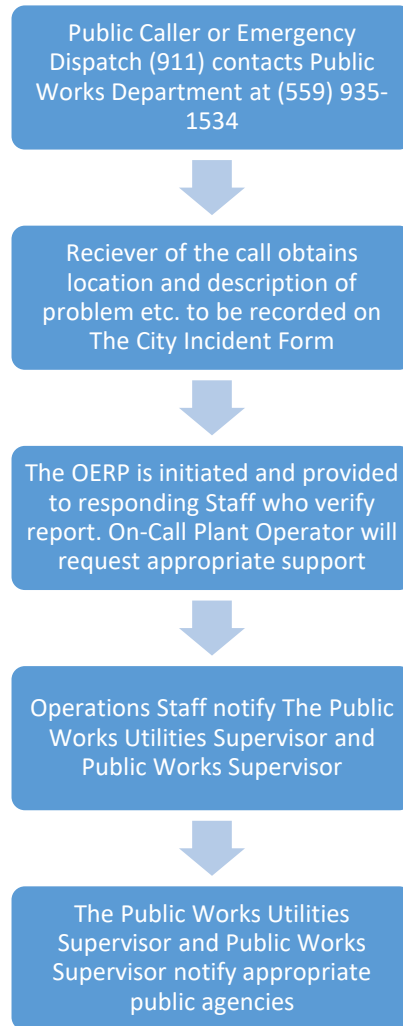 Public Caller or Emergency
Dispatch (911) contacts Public
Works Department at (559) 935-
1534
Reciever of the call obtains
location and description of
problem etc. to be recorded on
The City Incident Form
The OERP is initiated and provided
to responding Staff who verify
report. On-Call Plant Operator will
request appropriate support
Operations Staff notify The Public
Works Utilities Supervisor and
Public Works Supervisor
The Public Works Utilities
Supervisor and Public Works
Supervisor notify appropriate
public agencies